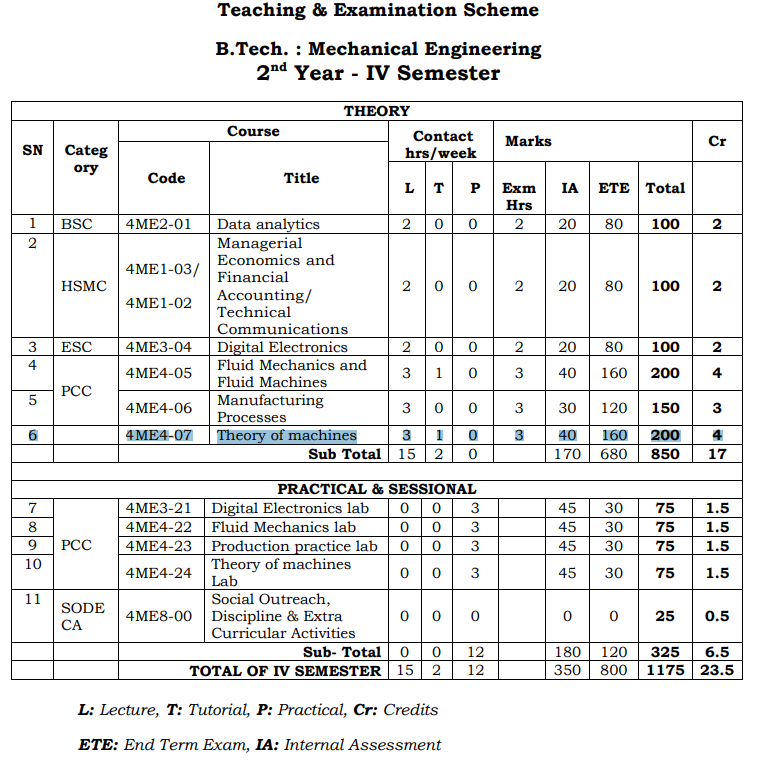 Teaching & Examination Scheme
B.Tech. : Mechanical Engineering
2nd Year - IV Semester
THEORY
SN Categ ory Course Contact hrs/week Marks Cr
Code Title L T P Exm Hrs IA ETE Total
1 BSC 4ME2-01 Data analytics 2 0 0 2 20 80 100 2
2 HSMC 4ME1-03/ 4ME1-02 Managerial Economics and Financial Accounting/ Technical Communications 2 0 0 2 20 80 100 2
3 ESC 4ME3-04 Digital Electronics 2 0 0 2 20 80 100 2
4 PCC 4ME4-05 Fluid Mechanics and Fluid Machines 3 1 0 3 40 160 200 4
5 4ME4-06 Manufacturing Processes 3 0 0 3 30 120 150 3
6 4ME4-07 Theory of machines 3 1 0 3 40 160 200 4
Sub Total 15 2 0 170 680 850 17
PRACTICAL & SESSIONAL
7 PCC 4ME3-21 Digital Electronics lab 0 0 3 45 30 75 1.5
8 4ME4-22 Fluid Mechanics lab 0 0 3 45 30 75 1.5
9 4ME4-23 Production practice lab 0 0 3 45 30 75 1.5
10 4ME4-24 Theory of machines Lab 0 0 3 45 30 75 1.5
11 SODE CA 4ME8-00 Social Outreach, Discipline & Extra Curricular Activities 0 0 0 0 0 25 0.5
Sub- Total 0 0 12 180 120 325 6.5
TOTAL OF IV SEMESTER 15 2 12 350 800 1175 23.5
L: Lecture, T: Tutorial, P: Practical, Cr: Credits
ETE: End Term Exam, IA: Internal Assessment